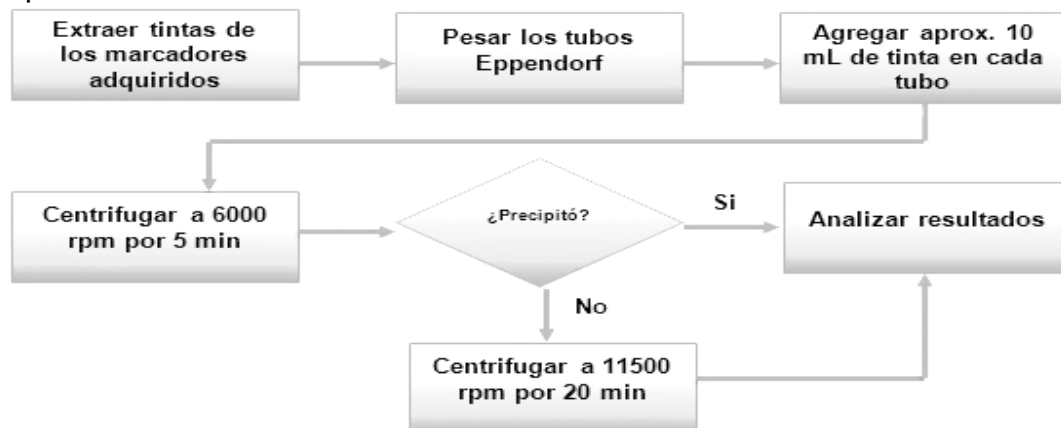 Extraer tintas de
los marcadores
adquiridos
Pesar los tubos
Eppendorf
Agregar aprox. 10
mL de tinta en cada
tubo
Centrifugar a 6000
rpm por 5 min
¿Precipitó?
Si
Analizar resultados
No
Centrifugar a 11500
rpm por 20 min